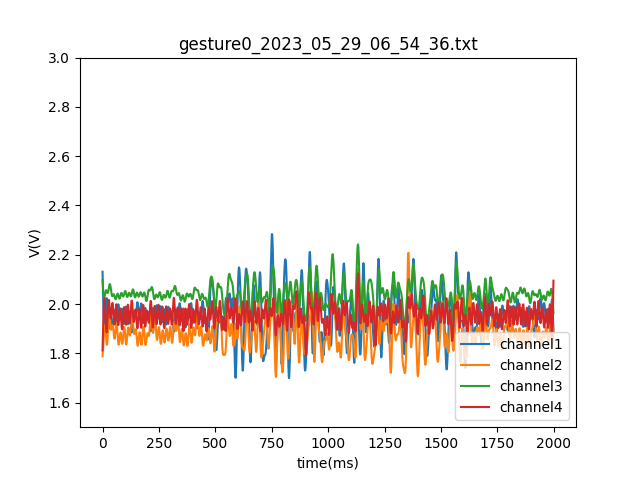 gesture0_2023_05_29_06_54_36.txt
3.0
2.8
2.6
2.4
2.2
2.0
1.8
1.6
V(V)
channel1
channel2
channel3
channel4
0 250 500 750 1000 1250 1500 1750 2000
time(ms)